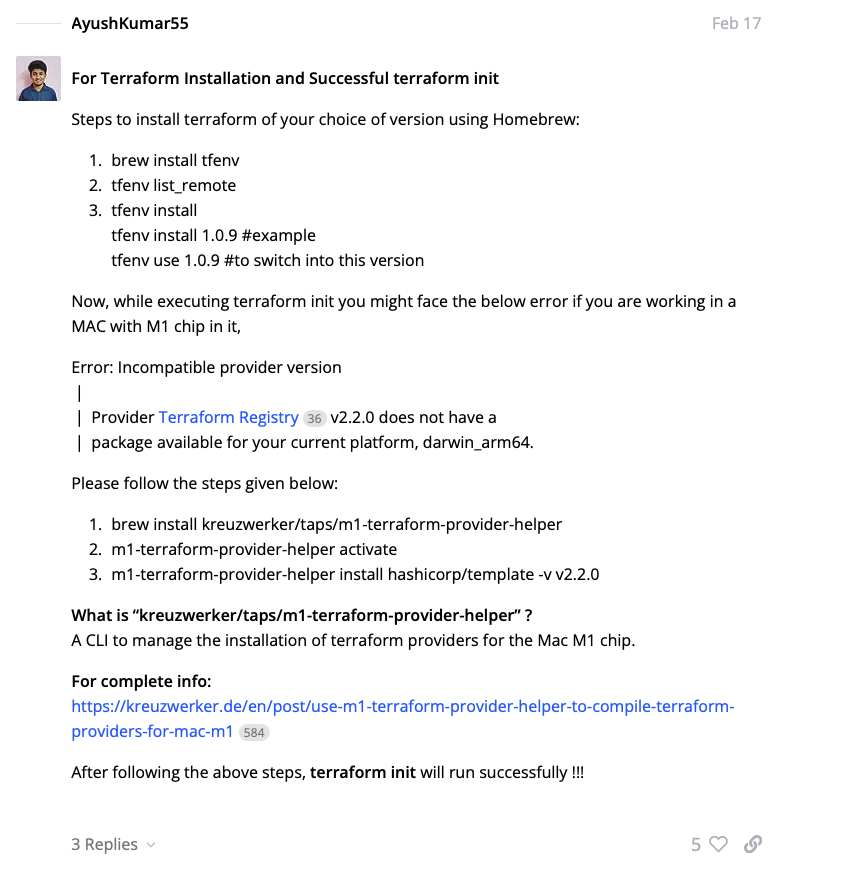 AyushKumar55
Feb 17
For Terraform Installation and Successful terraform init
Steps to install terraform of your choice of version using Homebrew:
1. brew install tfenv
2. tfenv list_remote
3. tfenv install
tfenv install 1.0.9 #example
tfenv use 1.0.9 #to switch into this version
Now, while executing terraform init you might face the below error if you are working in a
MAC with M1 chip in it,
Error: Incompatible provider version
|
| Provider Terraform Registry 36 v2.2.0 does not have a
| package available for your current platform, darwin_arm64.
Please follow the steps given below:
1. brew install kreuzwerker/taps/m1-terraform-provider-helper
2. m1-terraform-provider-helper activate
3. m1-terraform-provider-helper install hashicorp/template -v v2.2.0
What is “kreuzwerker/taps/m1-terraform-provider-helper” ?
A CLI to manage the installation of terraform providers for the Mac M1 chip.
For complete info:
https://kreuzwerker.de/en/post/use-m1-terraform-provider-helper-to-compile-terraform-
providers-for-mac-m1 584
After following the above steps, terraform init will run successfully !!!
3 Replies
5